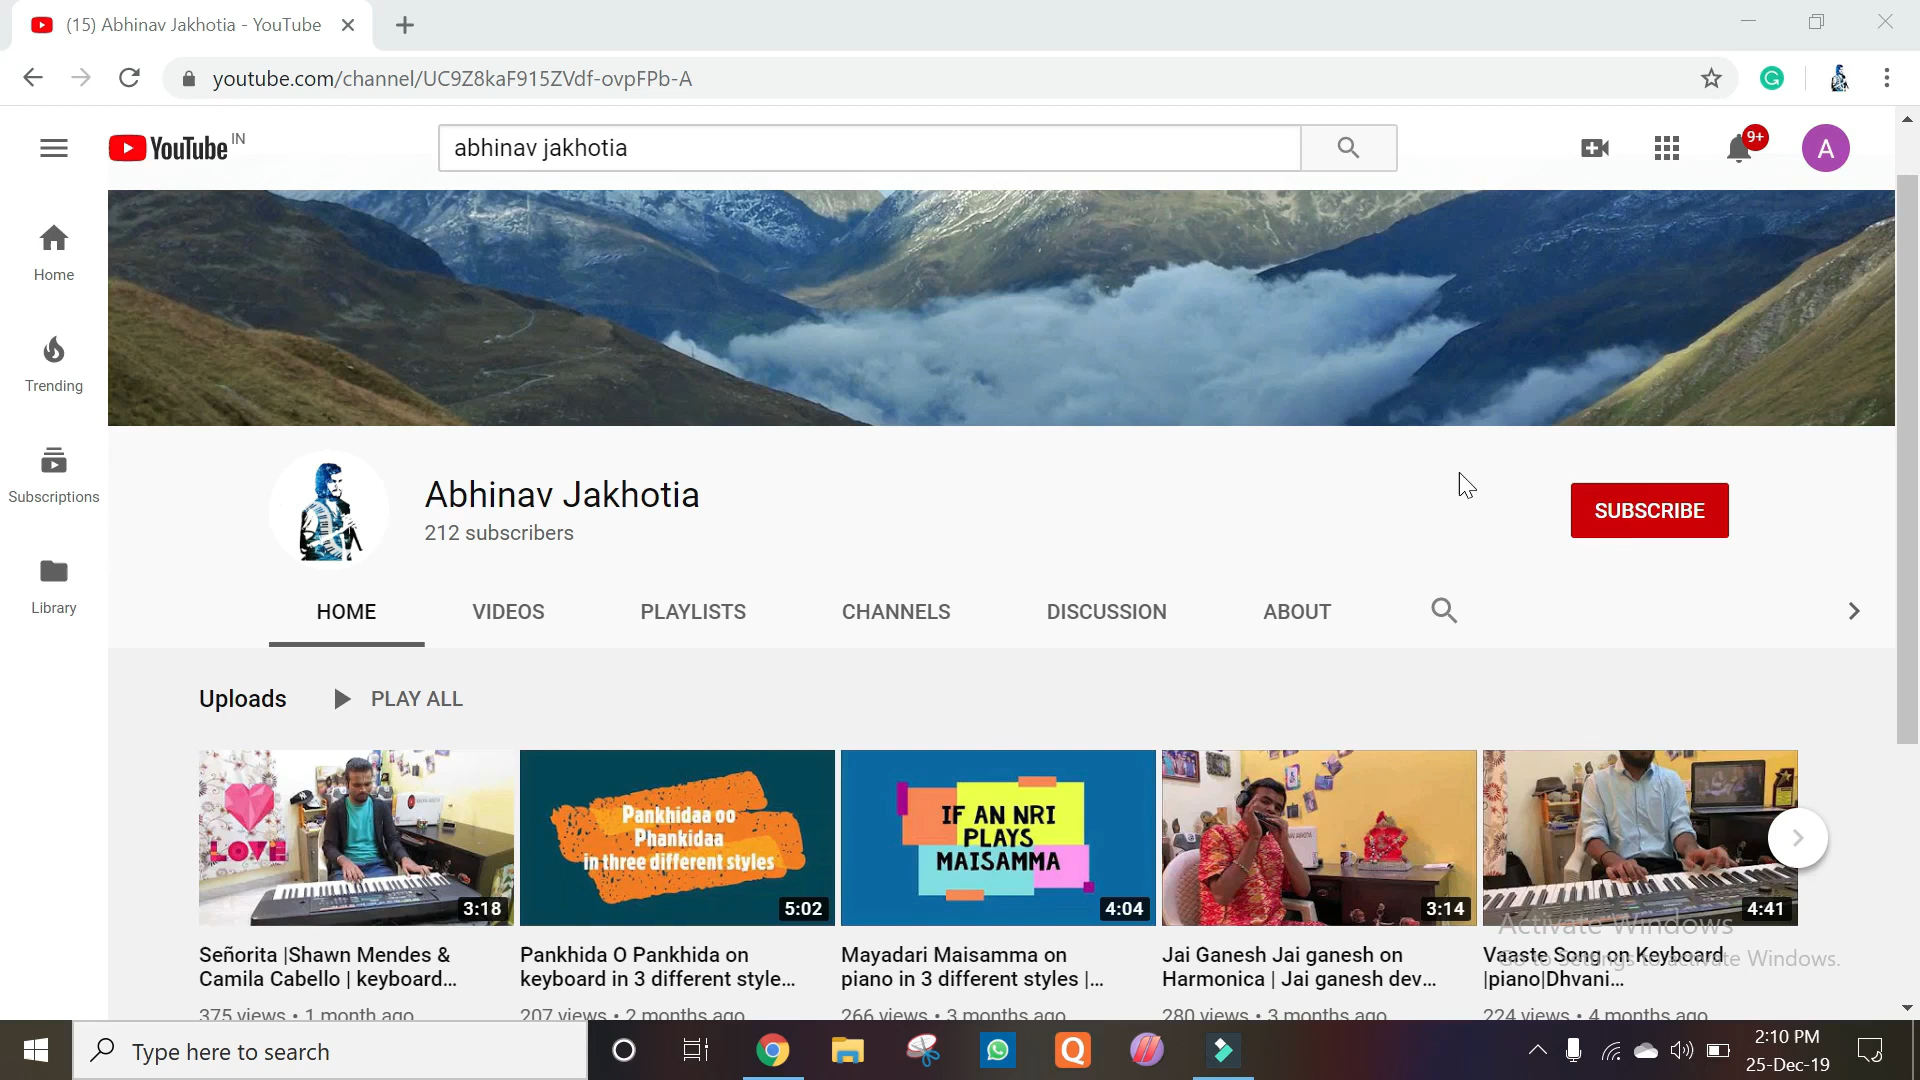 (15) Abhinav Jakhotia - YouTube
youtube.com/channel/UC9Z8kaF915ZVdf-ovpFPb-A
YouTube IN
abhinav jakhotia
9+
A
Home
Trending
Subscriptions
Library
Abhinav Jakhotia
212 subscribers
SUBSCRIBE
HOME VIDEOS PLAYLISTS CHANNELS DISCUSSION ABOUT
Uploads PLAY ALL
LOVE
3:18
Pankhidaa oo
Phankidaa
in three different styles
5:02
IF AN NRI
PLAYS
MAISAMMA
4:04
3:14
4:41
Señorita |Shawn Mendes &
Camila Cabello | keyboard...
375 views • 1 month ago
Pankhida O Pankhida on
keyboard in 3 different style...
207 views • 2 months ago
Mayadari Maisamma on
piano in 3 different styles |...
266 views • 3 months ago
Jai Ganesh Jai ganesh on
Harmonica | Jai ganesh dev...
280 views • 3 months ago
Vaaste Song on Keyboard
|piano|Dhvani...
224 views • 4 months ago
Activate Windows
Go to Settings to activate Windows.
Type here to search
2:10 PM
25-Dec-19